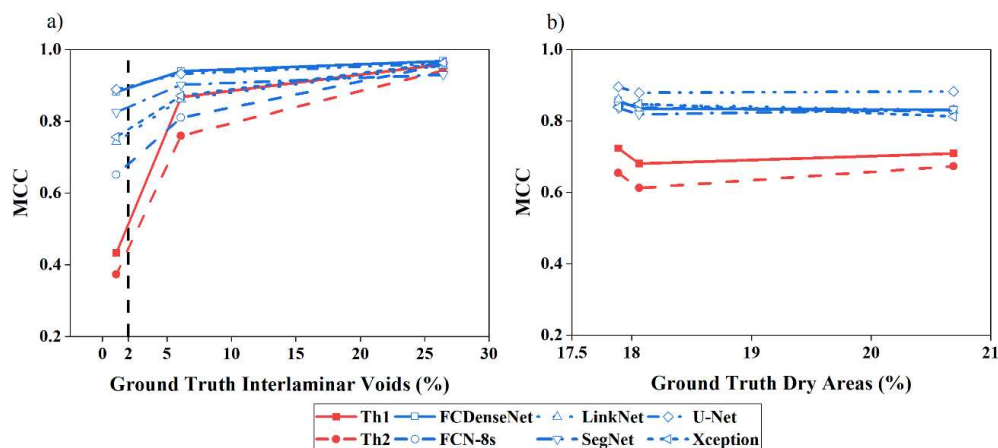 a)
b)
1.0
0.8
0.6
0.4
0.2
MCC
0 2 5 10 15 20 25 30
Ground Truth Interlaminar Voids (%)
1.0
0.8
0.6
0.4
0.2
MCC
17.5 18 19 20 21
Ground Truth Dry Areas (%)
Th1 FCDenseNet LinkNet U-Net
Th2 FCN-8s SegNet Xception